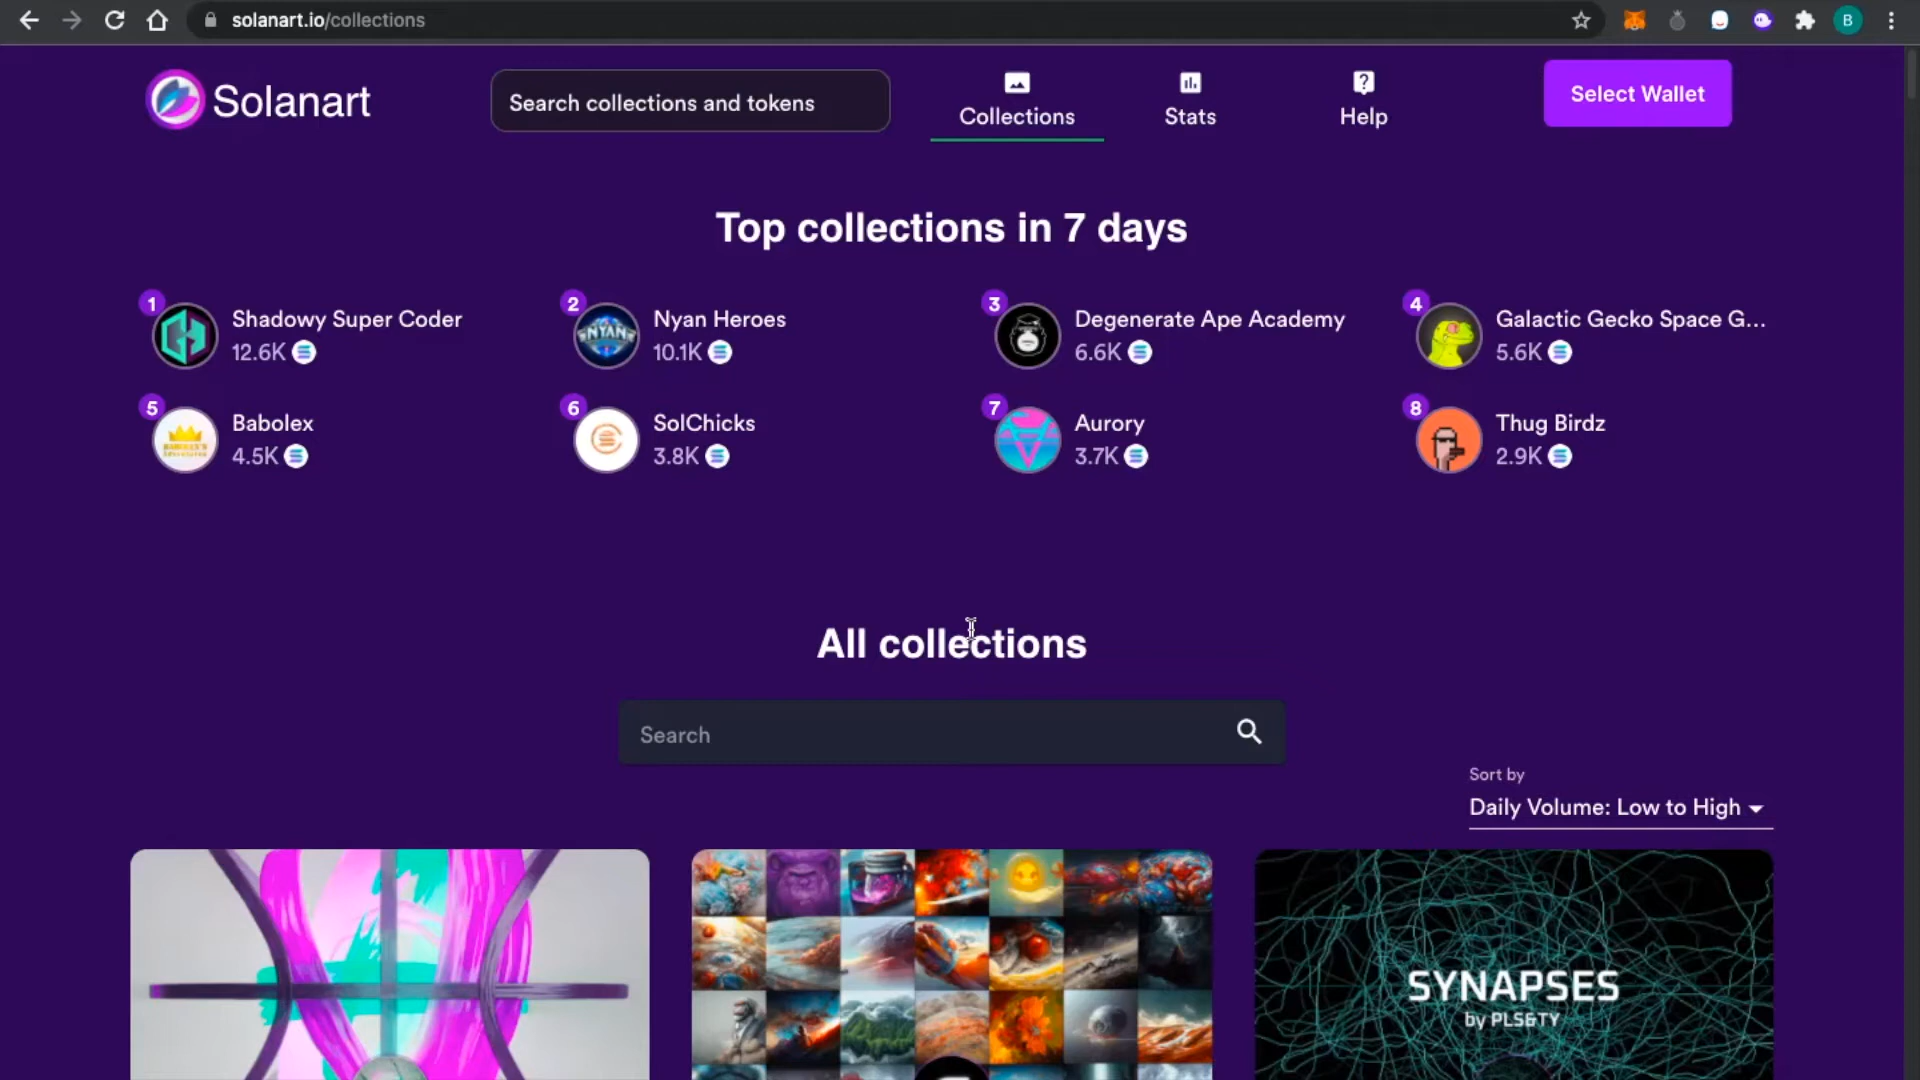 solanart.io/collections
B
Solanart
Search collections and tokens
Collections
Stats
Help
Select Wallet
Top collections in 7 days
1
Shadowy Super Coder
12.6K
2
NYAN
Nyan Heroes
10.1K
3
Degenerate Ape Academy
6.6K
4
Galactic Gecko Space G...
5.6K
5
Babolex
4.5K
6
SolChicks
3.8K
7
Aurory
3.7K
8
Thug Birdz
2.9K
All collections
Search
Sort by
Daily Volume: Low to High
SYNAPSES
by PLS&TY